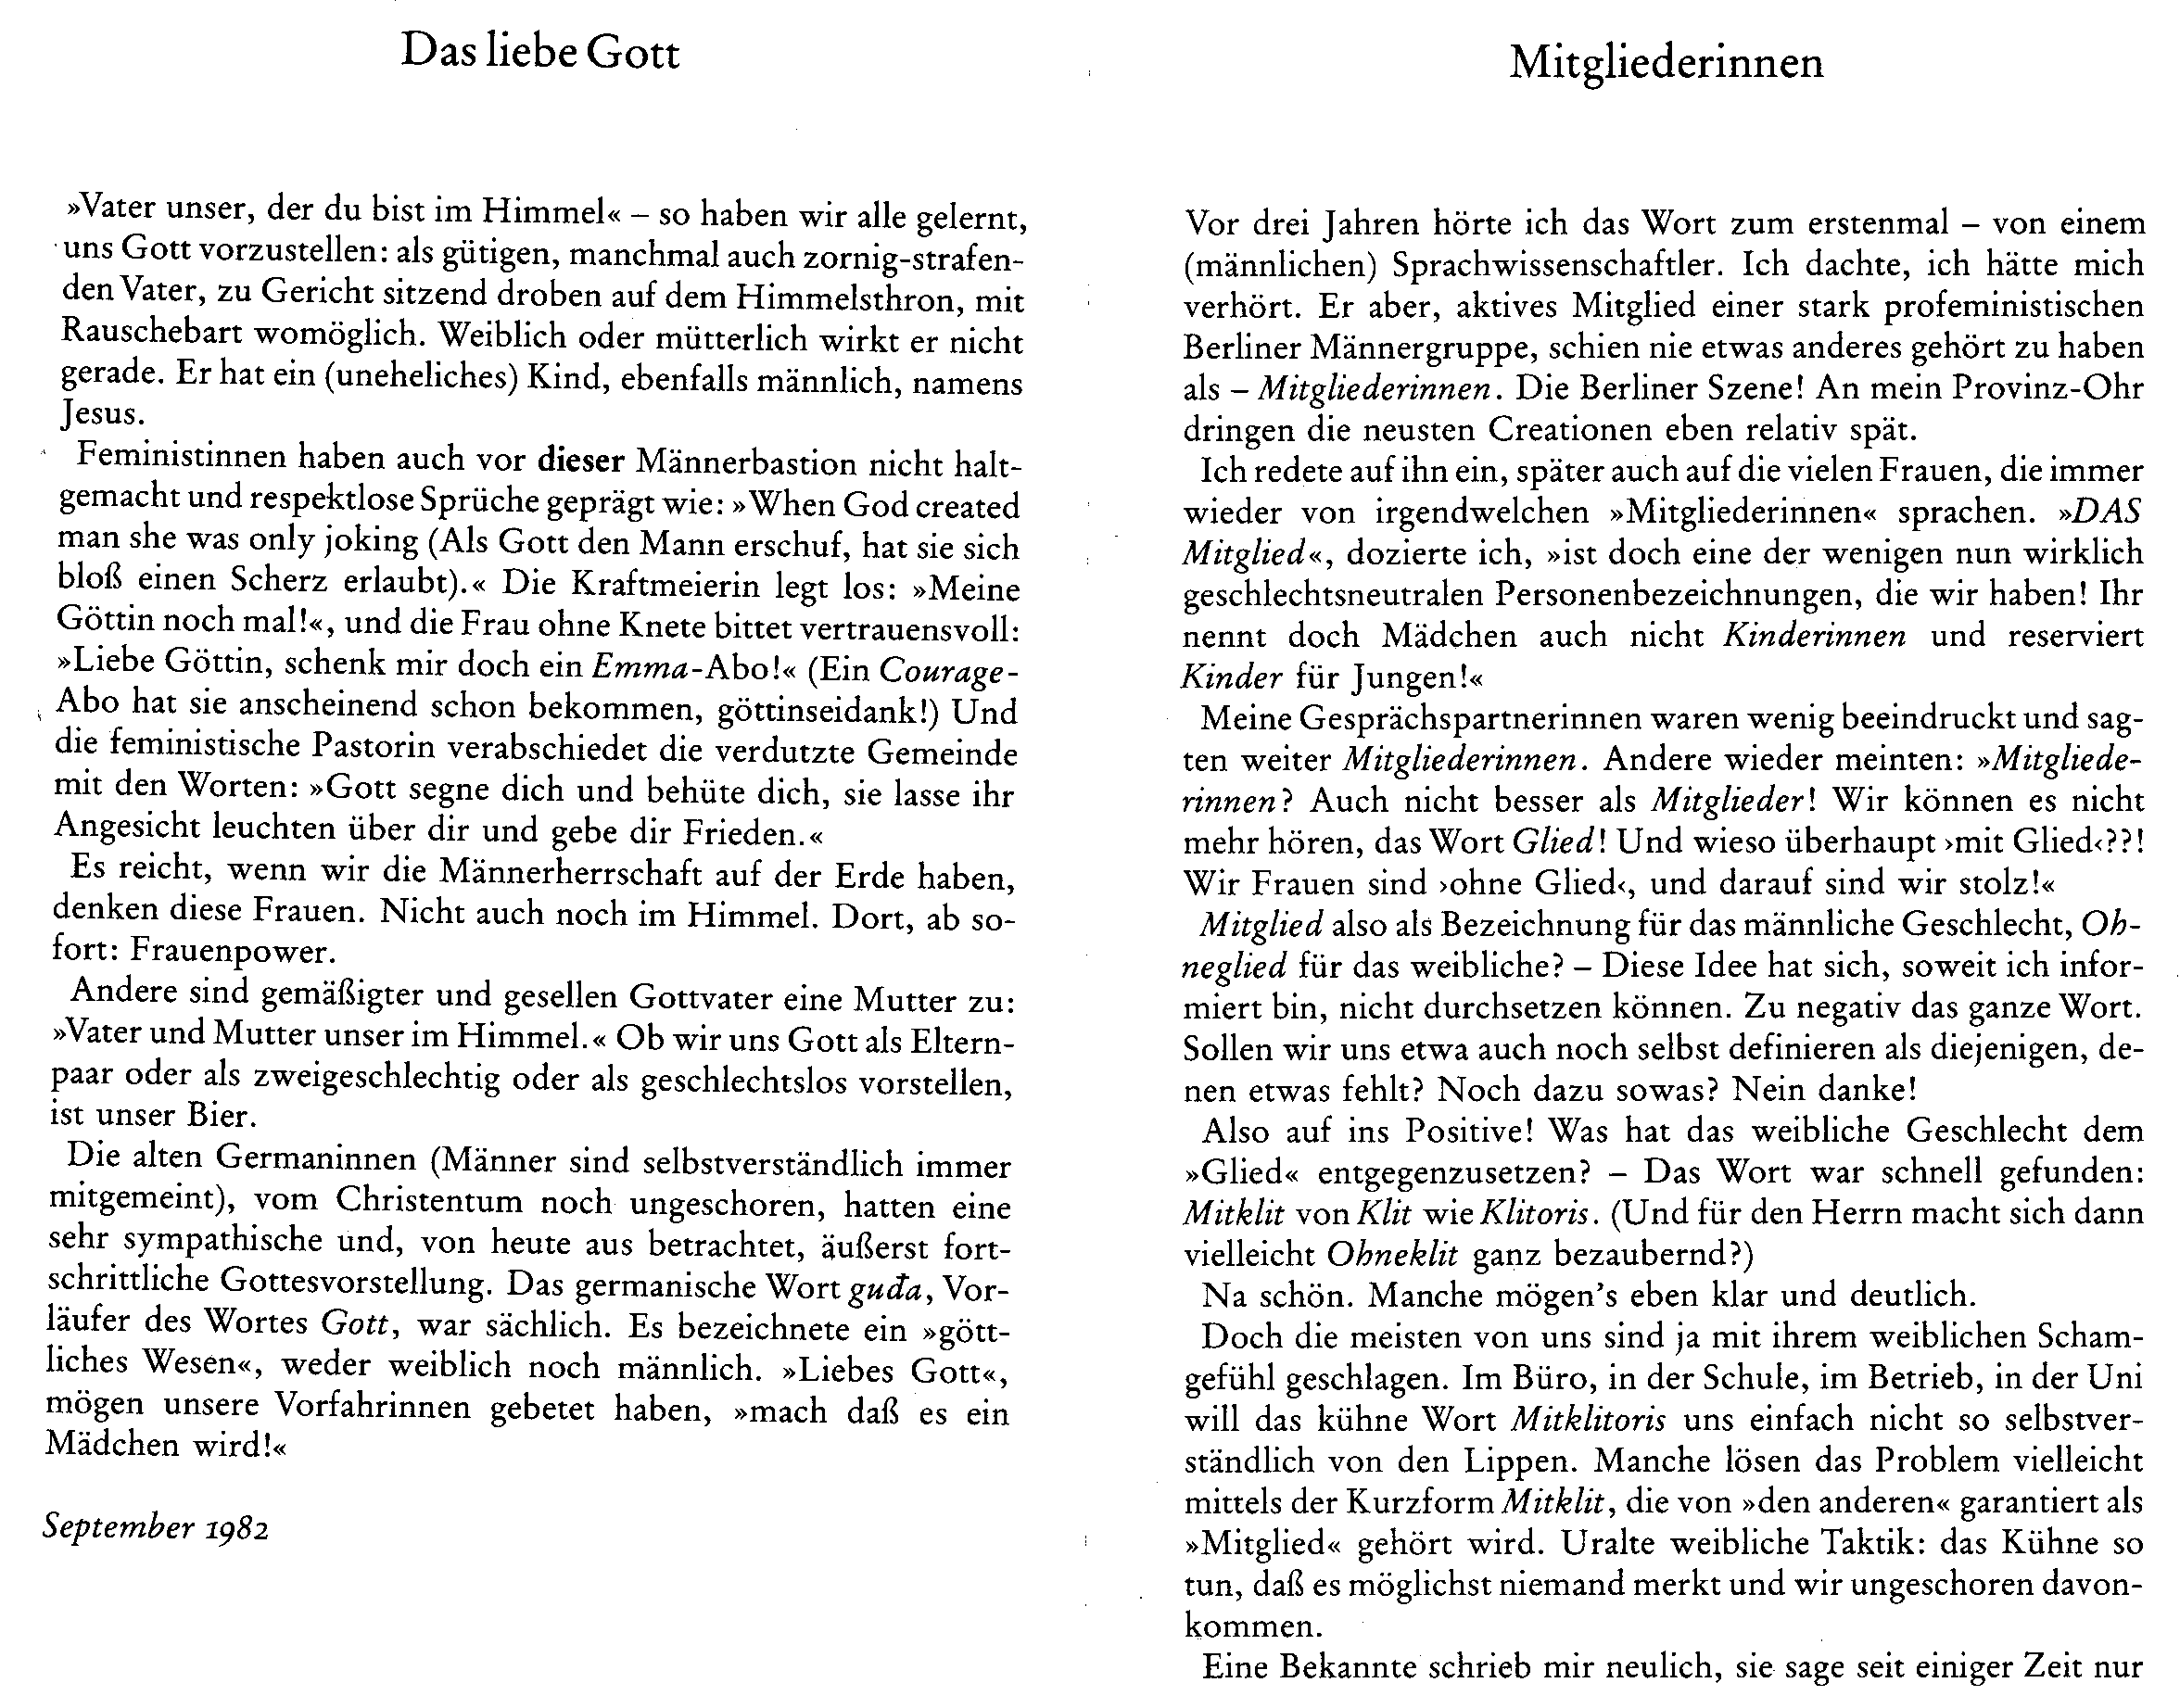 Das liebe Gott
»Vater unser, der du bist im Himmel« – so haben wir alle gelernt,
uns Gott vorzustellen: als gütigen, manchmal auch zornig-strafen-
den Vater, zu Gericht sitzend droben auf dem Himmelsthron, mit
Rauschebart womöglich. Weiblich oder mütterlich wirkt er nicht
gerade. Er hat ein (uneheliches) Kind, ebenfalls männlich, namens
Jesus.
Feministinnen haben auch vor dieser Männerbastion nicht halt-
gemacht und respektlose Sprüche geprägt wie: »When God created
man she was only joking (Als Gott den Mann erschuf, hat sie sich
bloß einen Scherz erlaubt).« Die Kraftmeierin legt los: »Meine
Göttin noch mal!«, und die Frau ohne Knete bittet vertrauensvoll:
»Liebe Göttin, schenk mir doch ein Emma-Abo!« (Ein Courage-
Abo hat sie anscheinend schon bekommen, göttinseidank!) Und
die feministische Pastorin verabschiedet die verdutzte Gemeinde
mit den Worten: »Gott segne dich und behüte dich, sie lasse ihr
Angesicht leuchten über dir und gebe dir Frieden.«
Es reicht, wenn wir die Männerherrschaft auf der Erde haben,
denken diese Frauen. Nicht auch noch im Himmel. Dort, ab so-
fort: Frauenpower.
Andere sind gemäßigter und gesellen Gottvater eine Mutter zu:
»Vater und Mutter unser im Himmel.« Ob wir uns Gott als Eltern-
paar oder als zweigeschlechtig oder als geschlechtslos vorstellen,
ist unser Bier.
Die alten Germaninnen (Männer sind selbstverständlich immer
mitgemeint), vom Christentum noch ungeschoren, hatten eine
sehr sympathische und, von heute aus betrachtet, äußerst fort-
schrittliche Gottesvorstellung. Das germanische Wort guđa, Vor-
läufer des Wortes Gott, war sächlich. Es bezeichnete ein »gött-
liches Wesen«, weder weiblich noch männlich. »Liebes Gott«,
mögen unsere Vorfahrinnen gebetet haben, »mach daß es ein
Mädchen wird!«
September 1982
Mitgliederinnen
Vor drei Jahren hörte ich das Wort zum erstenmal – von einem
(männlichen) Sprachwissenschaftler. Ich dachte, ich hätte mich
verhört. Er aber, aktives Mitglied einer stark profeministischen
Berliner Männergruppe, schien nie etwas anderes gehört zu haben
als – Mitgliederinnen. Die Berliner Szene! An mein Provinz-Ohr
dringen die neusten Creationen eben relativ spät.
Ich redete auf ihn ein, später auch auf die vielen Frauen, die immer
wieder von irgendwelchen »Mitgliederinnen« sprachen. »DAS
Mitglied«, dozierte ich, »ist doch eine der wenigen nun wirklich
geschlechtsneutralen Personenbezeichnungen, die wir haben! Ihr
nennt doch Mädchen auch nicht Kinderinnen und reserviert
Kinder für Jungen!«
Meine Gesprächspartnerinnen waren wenig beeindruckt und sag-
ten weiter Mitgliederinnen. Andere wieder meinten: »Mitgliede-
rinnen? Auch nicht besser als Mitglieder! Wir können es nicht
mehr hören, das Wort Glied! Und wieso überhaupt ›mit Glied‹??!
Wir Frauen sind ›ohne Glied‹, und darauf sind wir stolz!«
Mitglied also als Bezeichnung für das männliche Geschlecht, Oh-
neglied für das weibliche? – Diese Idee hat sich, soweit ich infor-
miert bin, nicht durchsetzen können. Zu negativ das ganze Wort.
Sollen wir uns etwa auch noch selbst definieren als diejenigen, de-
nen etwas fehlt? Noch dazu sowas? Nein danke!
Also auf ins Positive! Was hat das weibliche Geschlecht dem
»Glied« entgegenzusetzen? – Das Wort war schnell gefunden:
Mitklit von Klit wie Klitoris. (Und für den Herrn macht sich dann
vielleicht Ohneklit ganz bezaubernd?)
Na schön. Manche mögen's eben klar und deutlich.
Doch die meisten von uns sind ja mit ihrem weiblichen Scham-
gefühl geschlagen. Im Büro, in der Schule, im Betrieb, in der Uni
will das kühne Wort Mitklitoris uns einfach nicht so selbstver-
ständlich von den Lippen. Manche lösen das Problem vielleicht
mittels der Kurzform Mitklit, die von »den anderen« garantiert als
»Mitglied« gehört wird. Uralte weibliche Taktik: das Kühne so
tun, daß es möglichst niemand merkt und wir ungeschoren davon-
kommen.
Eine Bekannte schrieb mir neulich, sie sage seit einiger Zeit nur